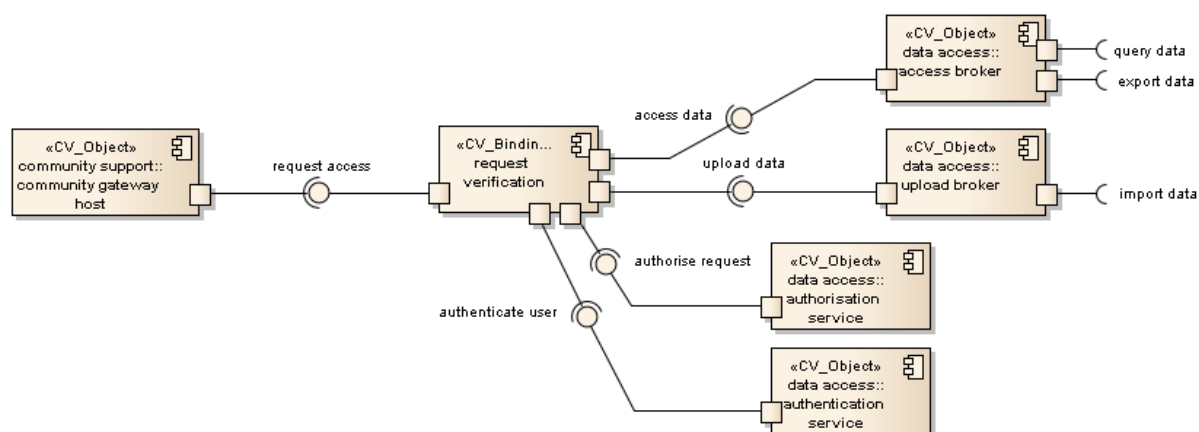 «CV_Object»
data access::
access broker
query data
export data
access data
«CV_Object»
community support::
community gateway
host
request access
«CV_Bindin...
request
verification
upload data
«CV_Object»
data access::
upload broker
import data
authorise request
«CV_Object»
data access::
authorisation
service
authenticate user
«CV_Object»
data access::
authentication
service